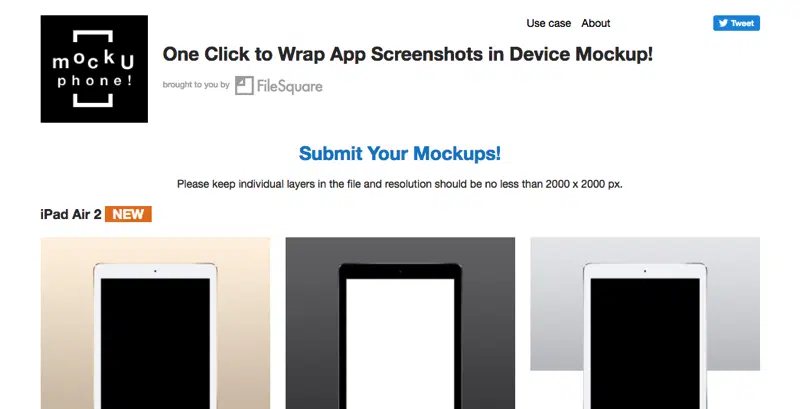 Use case About
Tweet
mockU
phone!
One Click to Wrap App Screenshots in Device Mockup!
brought to you by FileSquare
Submit Your Mockups!
Please keep individual layers in the file and resolution should be no less than 2000 x 2000 px.
iPad Air 2 NEW